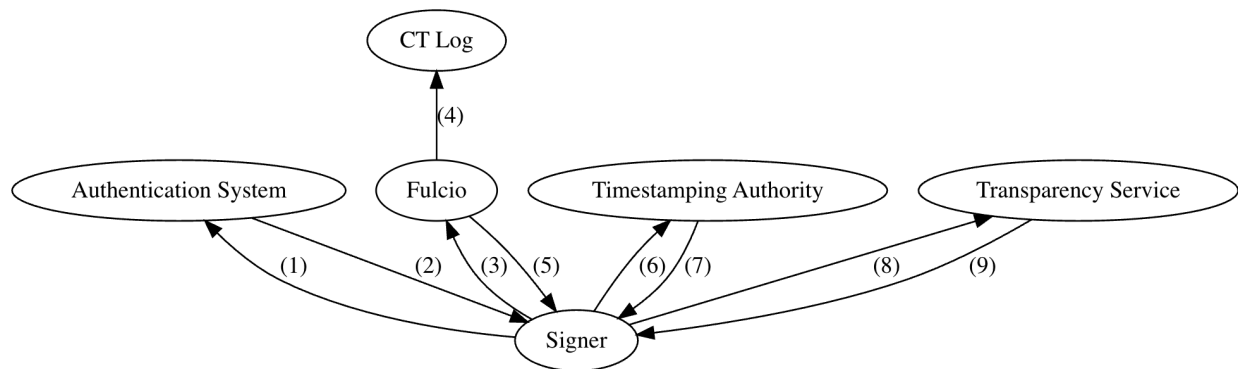 CT Log
(4)
Authentication System
Fulcio
Timestamping Authority
Transparency Service
(1)
(2)
(3)
(5)
(6)
(7)
(8)
(9)
Signer